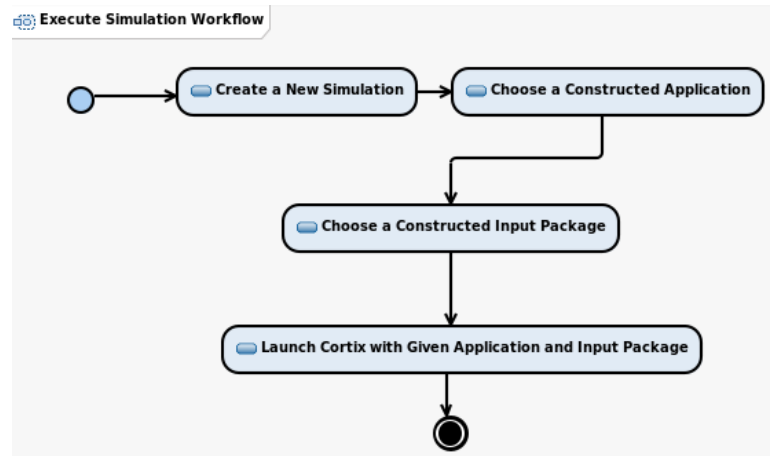 Execute Simulation Workflow
Create a New Simulation
Choose a Constructed Application
Choose a Constructed Input Package
Launch Cortix with Given Application and Input Package